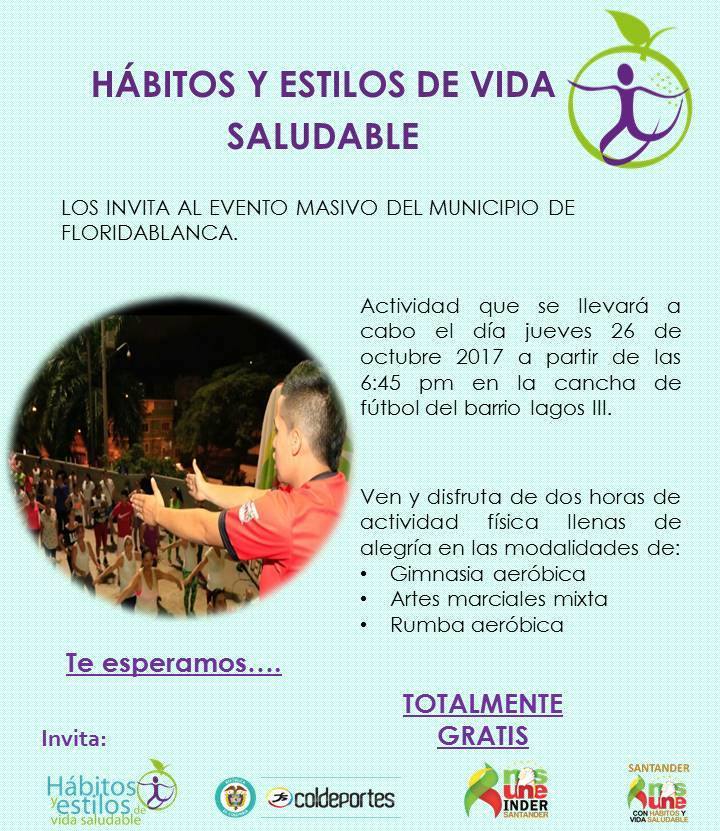 HÁBITOS Y ESTILOS DE VIDA
SALUDABLE
LOS INVITA AL EVENTO MASIVO DEL MUNICIPIO DE
FLORIDABLANCA.
Actividad que se llevará a
cabo el día jueves 26 de
octubre 2017 a partir de las
6:45 pm en la cancha de
fútbol del barrio lagos III.
Ven y disfruta de dos horas de
actividad física llenas de
alegría en las modalidades de:
• Gimnasia aeróbica
• Artes marciales mixta
• Rumba aeróbica
Te esperamos....
TOTALMENTE
GRATIS
Invita:
Hábitos
y estilos de
vida saludable
coldeportes
nos
une
INDER
SANTANDER
SANTANDER
nos
une
CON HÁBITOS Y
VIDA SALUDABLE